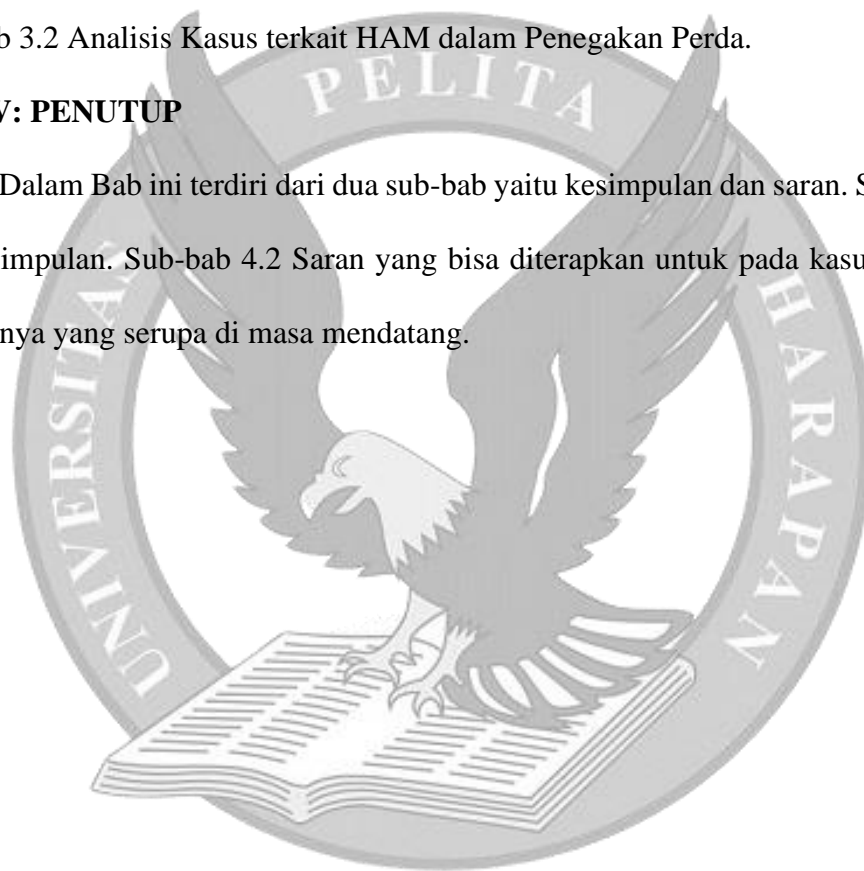 b 3.2 Analisis Kasus terkait HAM dalam Penegakan Perda.
V: PENUTUP
Dalam Bab ini terdiri dari dua sub-bab yaitu kesimpulan dan saran. S
impulan. Sub-bab 4.2 Saran yang bisa diterapkan untuk pada kasu
nya yang serupa di masa mendatang.
UNIVERSITAS PELITA HARAPAN